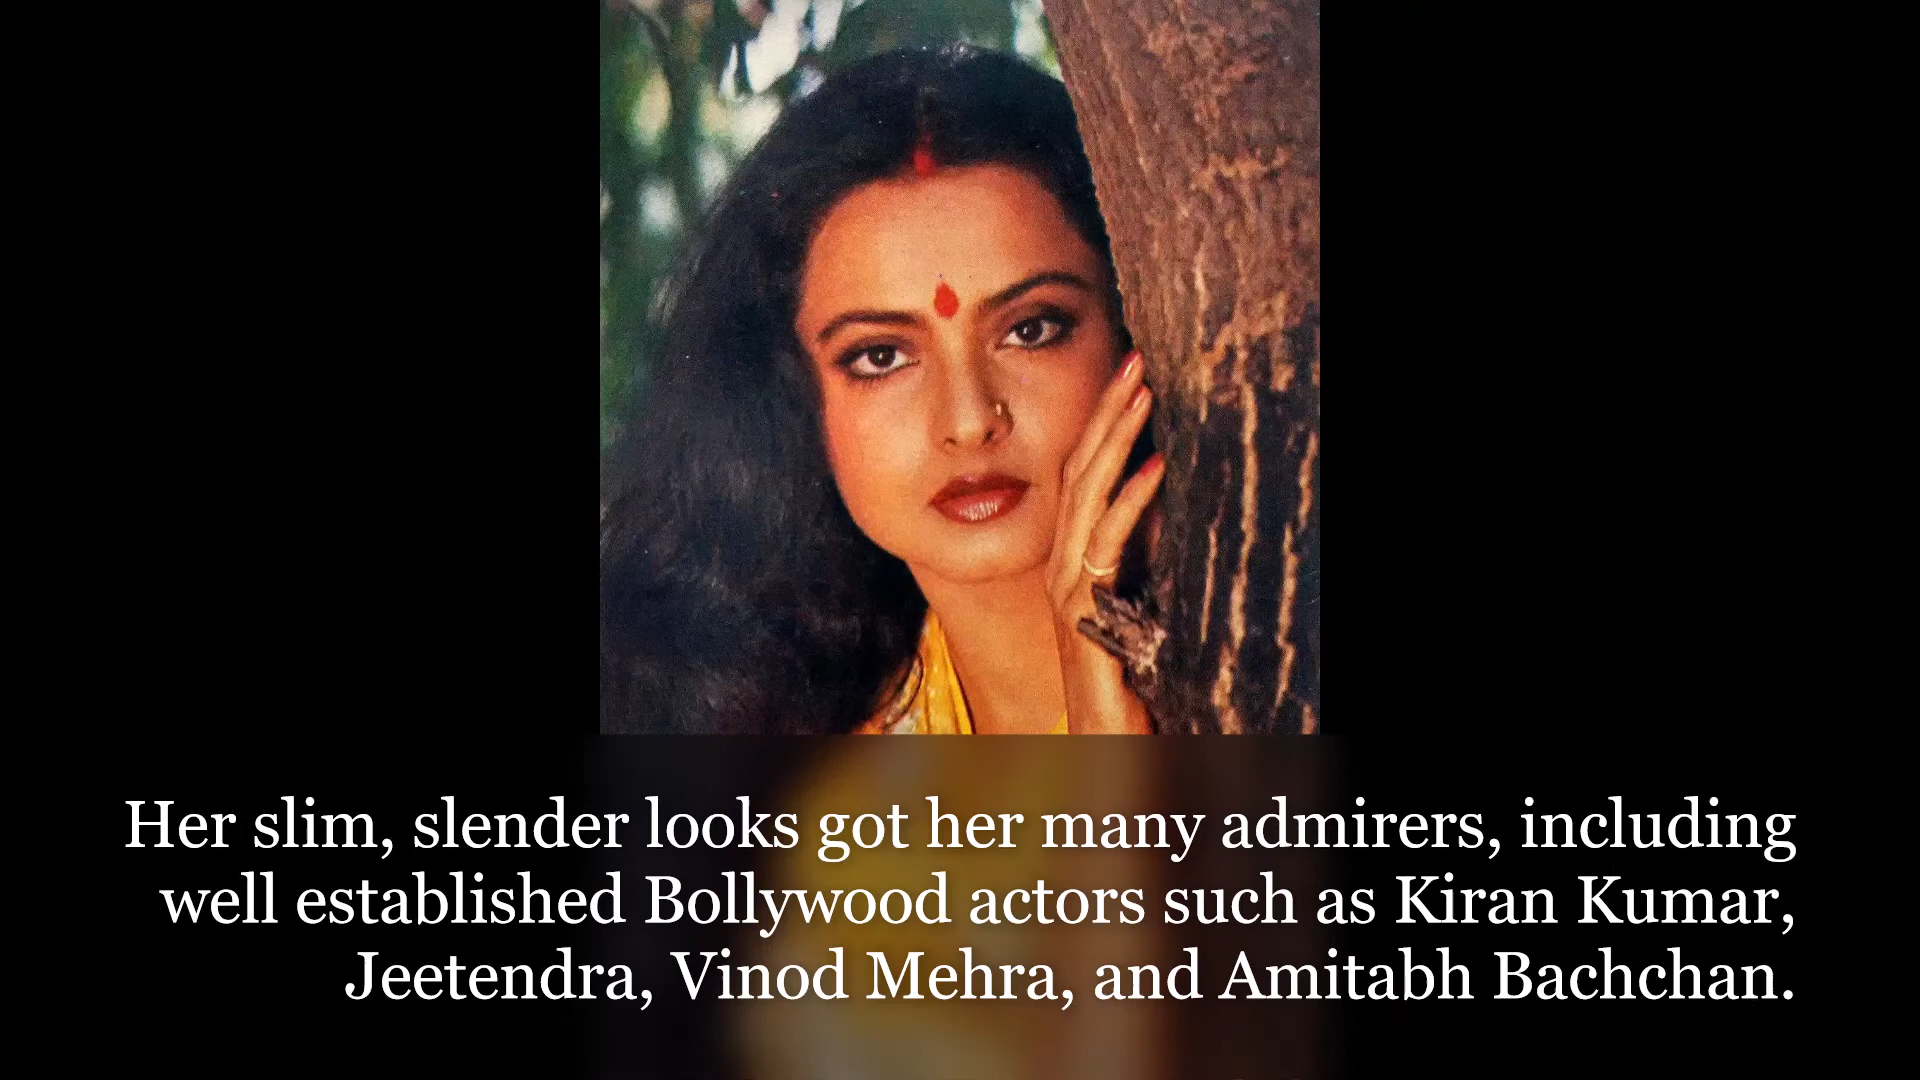 Her slim, slender looks got her many admirers, including
well established Bollywood actors such as Kiran Kumar,
Jeetendra, Vinod Mehra, and Amitabh Bachchan.